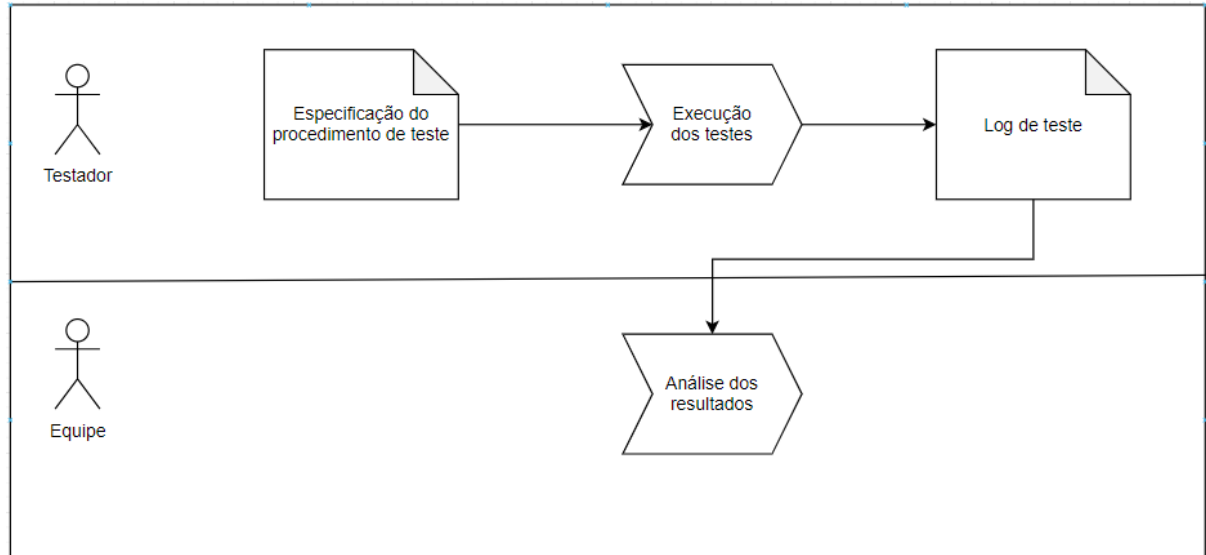 Testador
Especificação do
procedimento de teste
Execução
dos testes
Log de teste
Equipe
Análise dos
resultados